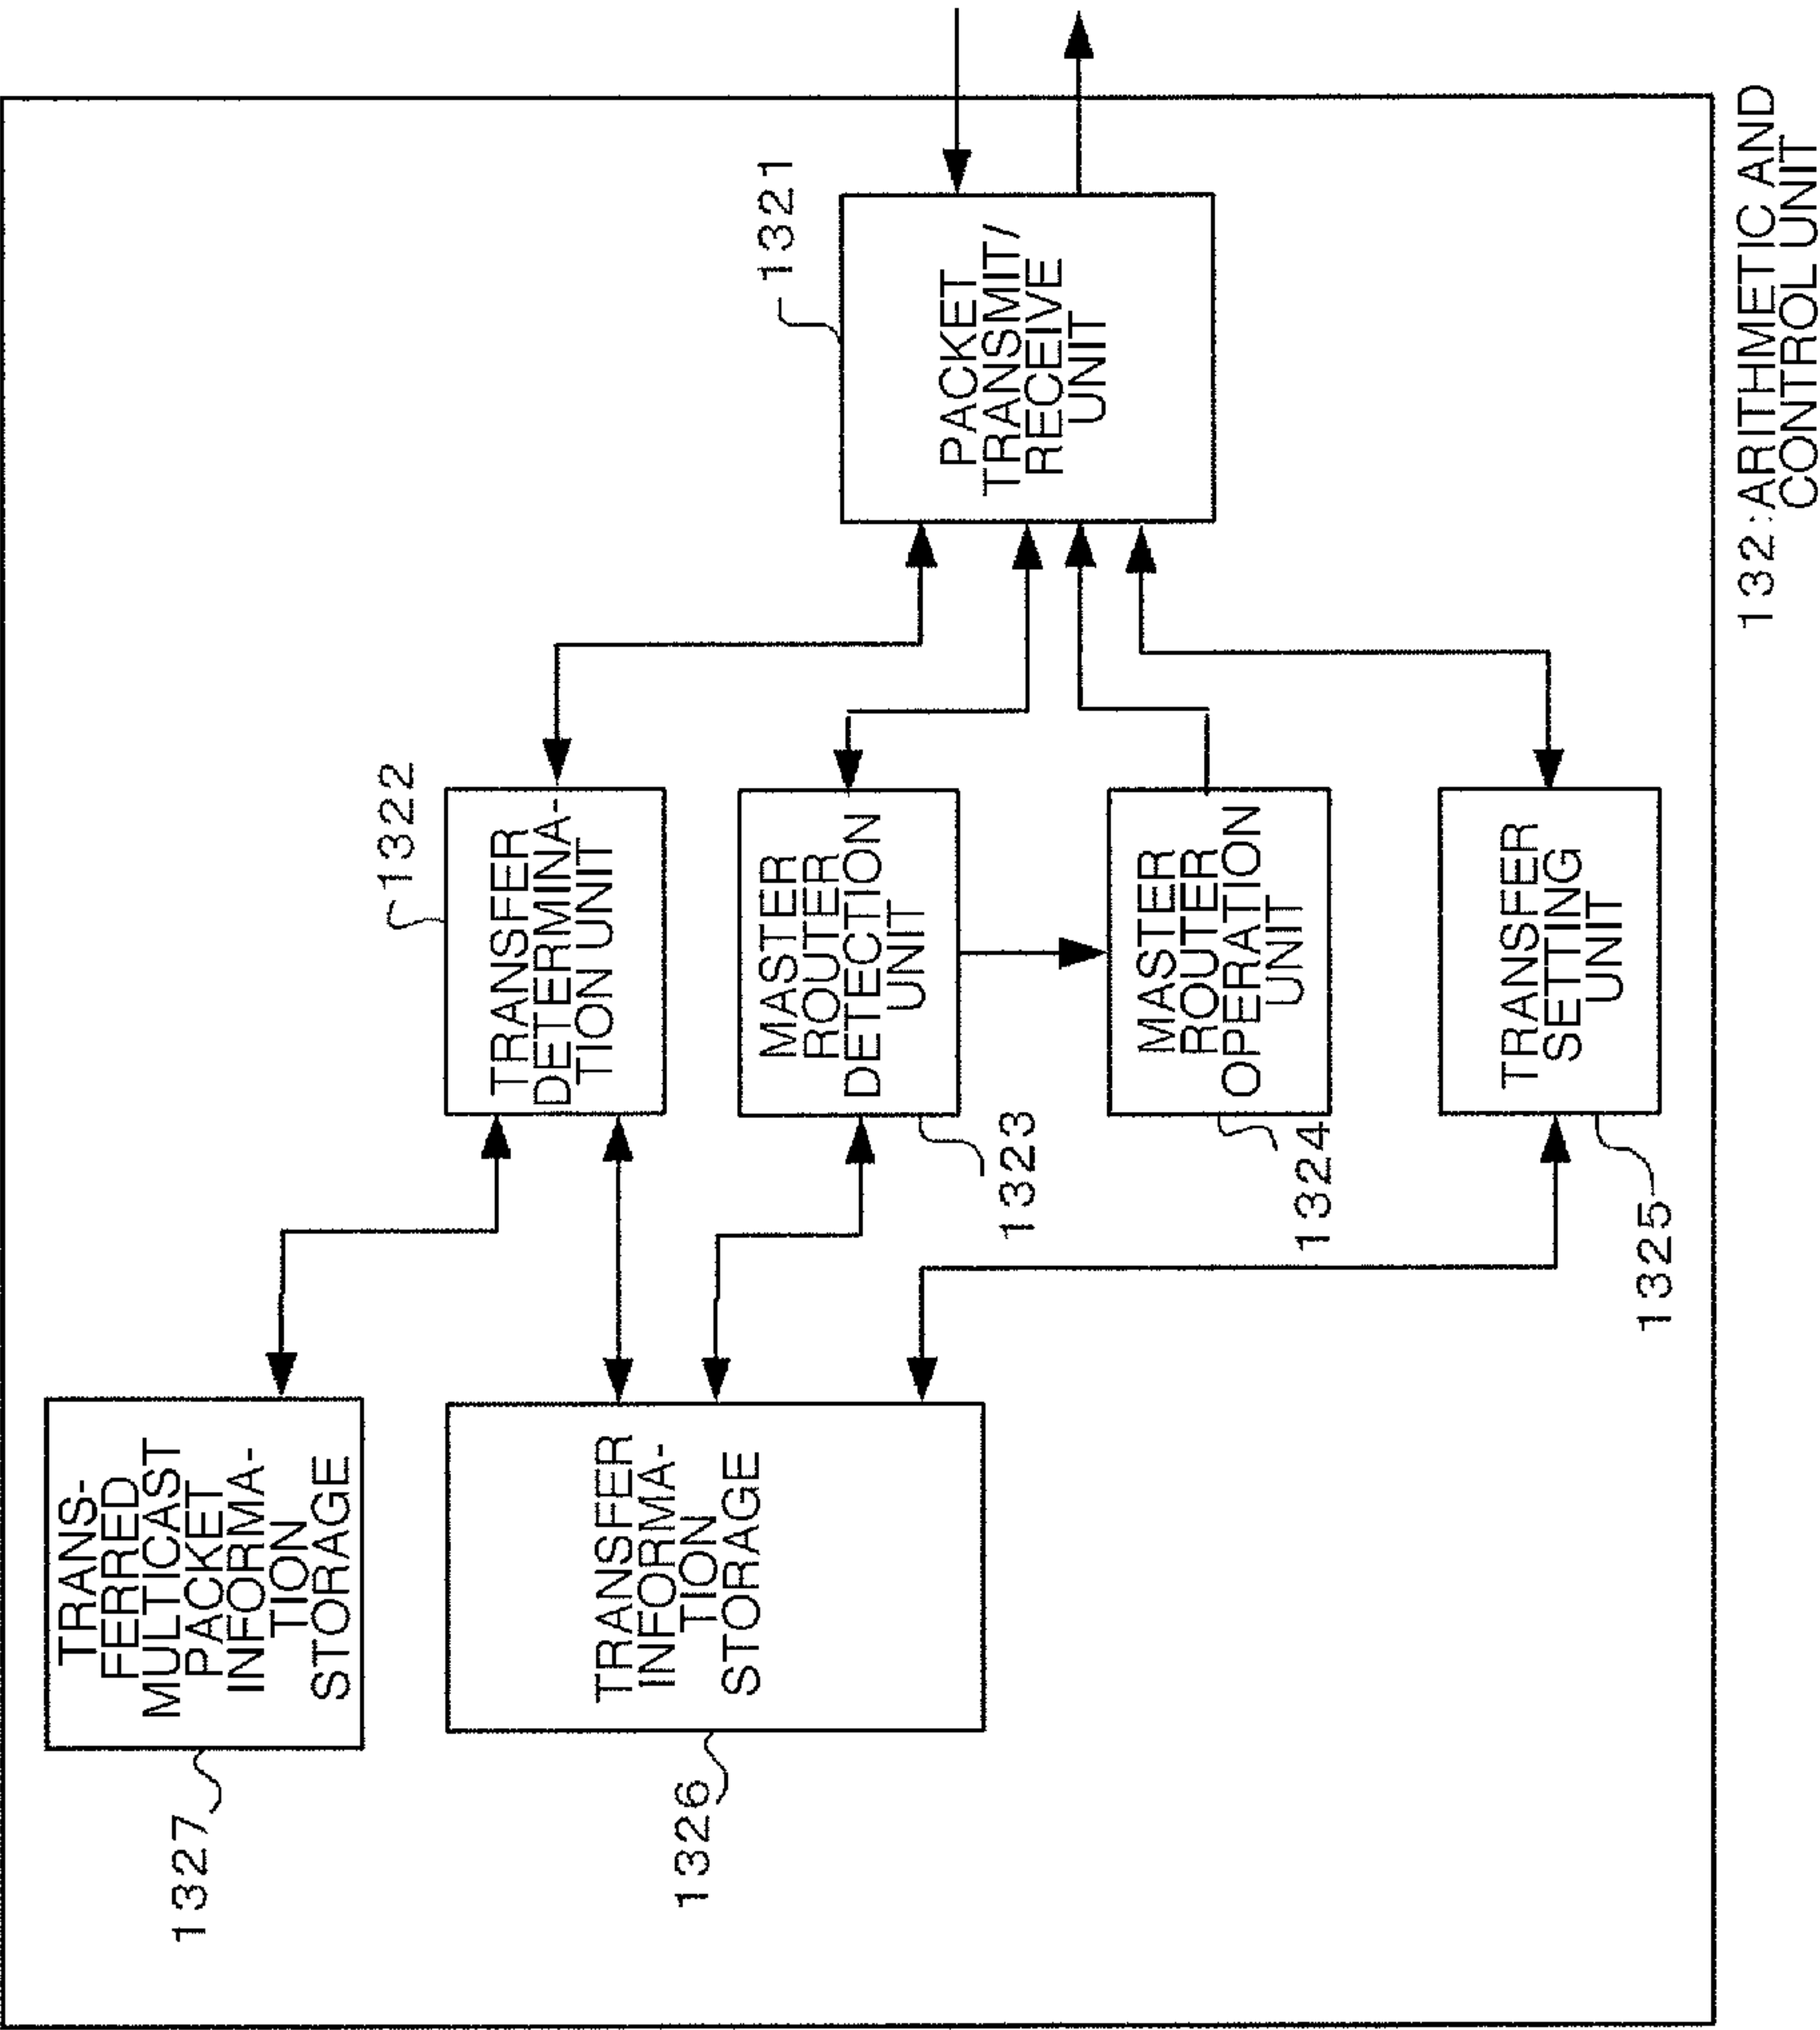 1327
TRANS-
FERRED
MULTICAST
PACKET
INFORMA-
TION
STORAGE
1326
TRANSFER
INFORMA-
TION
STORAGE
1322
TRANSFER
DETERMINA-
TION UNIT
MASTER
ROUTER
DETECTION
UNIT
1323
MASTER
ROUTER
OPERATION
UNIT
1324
TRANSFER
SETTING
UNIT
1325
1321
PACKET
TRANSMIT/
RECEIVE
UNIT
132:ARITHMETIC AND
CONTROL UNIT